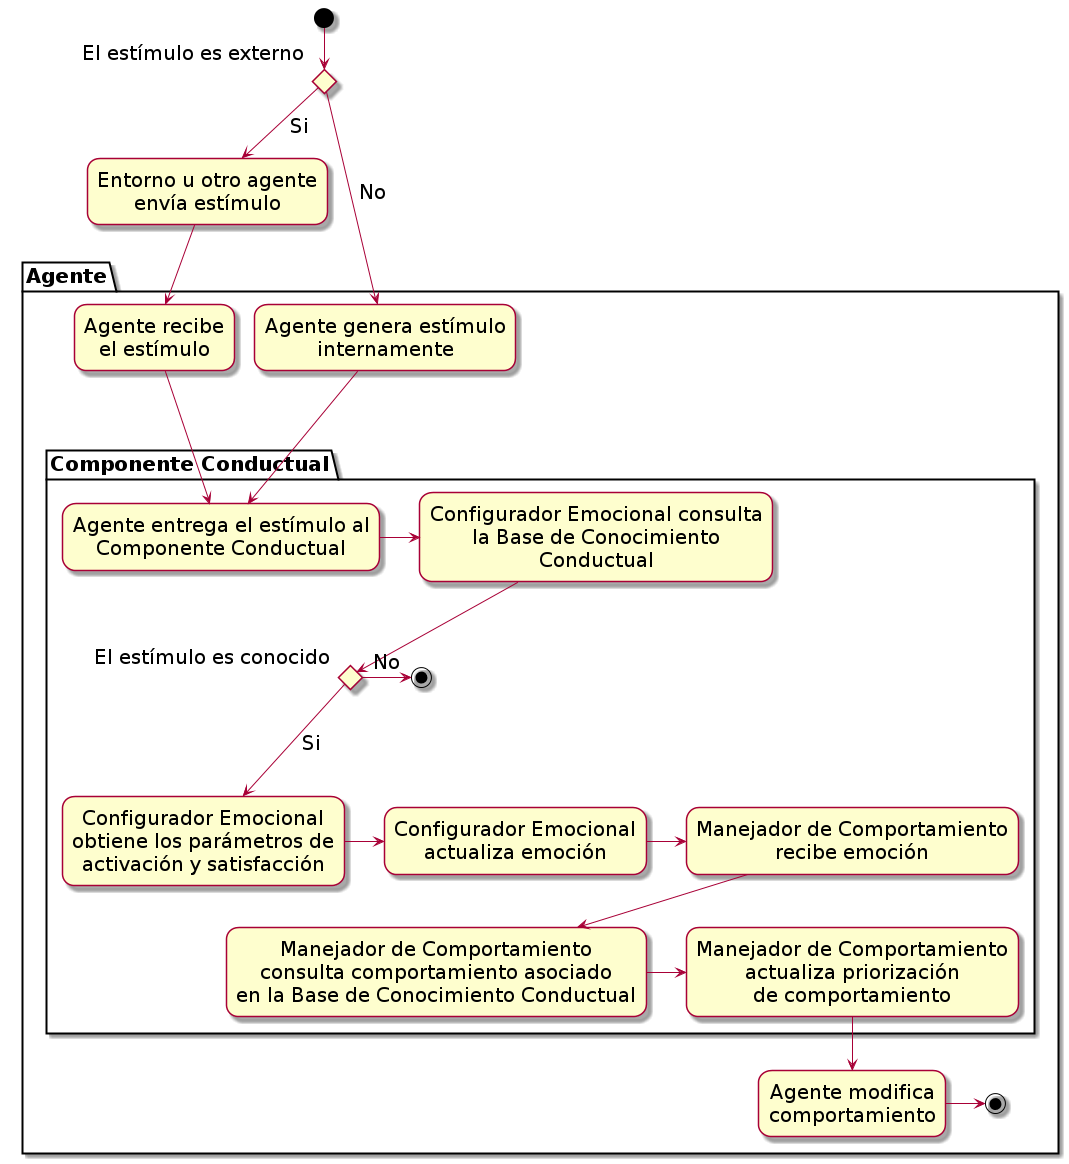 El estímulo es externo
Si
No
Entorno u otro agente
envía estímulo
Agente
Agente recibe
el estímulo
Agente genera estímulo
internamente
Componente Conductual
Agente entrega el estímulo al
Componente Conductual
Configurador Emocional consulta
la Base de Conocimiento
Conductual
El estímulo es conocido
No
Si
Configurador Emocional
obtiene los parámetros de
activación y satisfacción
Configurador Emocional
actualiza emoción
Manejador de Comportamiento
recibe emoción
Manejador de Comportamiento
consulta comportamiento asociado
en la Base de Conocimiento Conductual
Manejador de Comportamiento
actualiza priorización
de comportamiento
Agente modifica
comportamiento